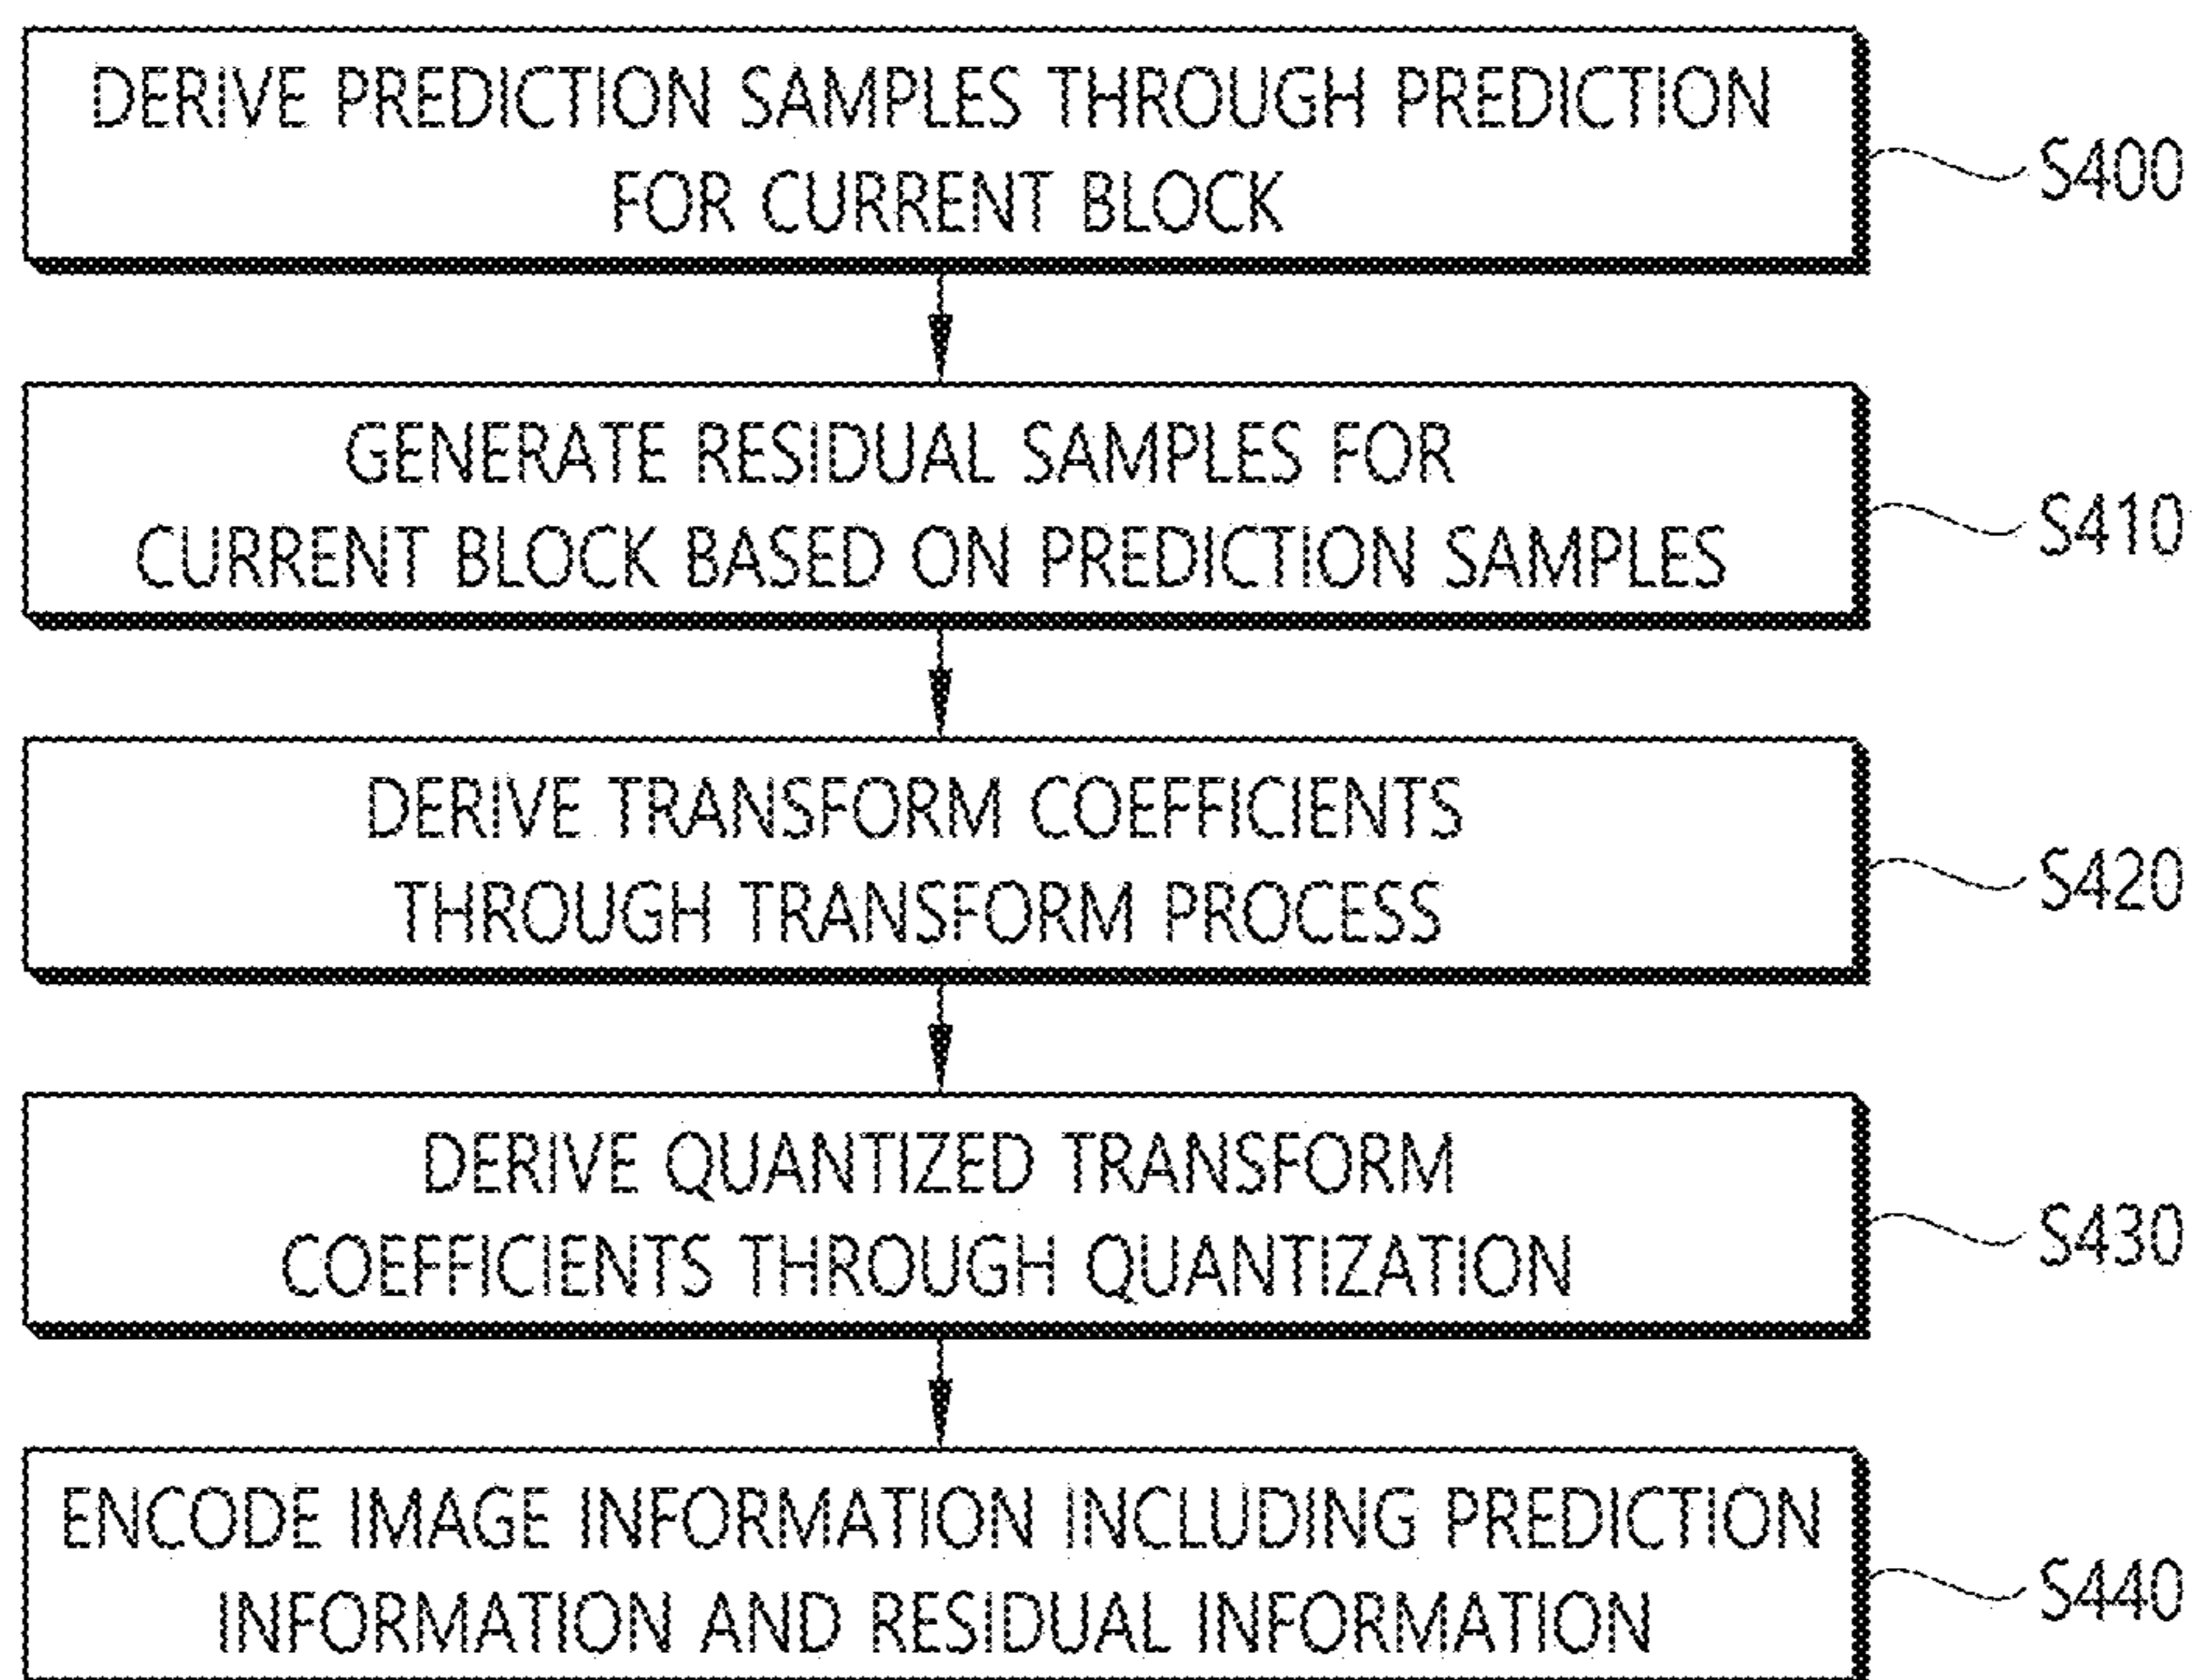 DERIVE PREDICTION SAMPLES THROUGH PREDICTION
FOR CURRENT BLOCK
S400
GENERATE RESIDUAL SAMPLES FOR
CURRENT BLOCK BASED ON PREDICTION SAMPLES
S410
DERIVE TRANSFORM COEFFICIENTS
THROUGH TRANSFORM PROCESS
S420
DERIVE QUANTIZED TRANSFORM
COEFFICIENTS THROUGH QUANTIZATION
S430
ENCODE IMAGE INFORMATION INCLUDING PREDICTION
INFORMATION AND RESIDUAL INFORMATION
S440